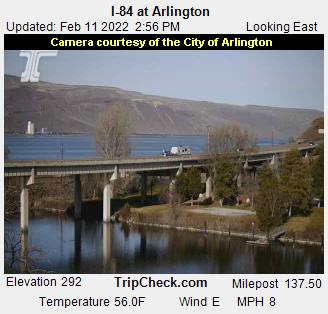 I-84 at Arlington
Updated: Feb 11 2022 2:56 PM Looking East
Camera courtesy of the City of Arlington
Elevation 292 TripCheck.com Milepost 137.50
Temperature 56.0F Wind E MPH 8